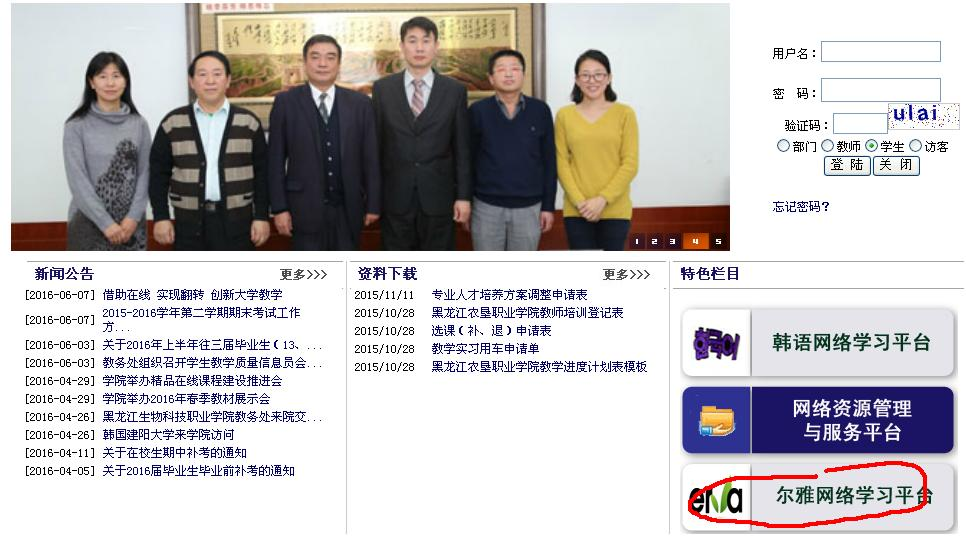 用户名：
密 码：
验证码：
ulai
部门 教师 学生 访客
登 陆 关 闭
忘记密码?
1 2 3 4 5
新闻公告 更多>>>
[2016-06-07] 借助在线 实现翻转 创新大学教学
[2016-06-07] 2015-2016学年第二学期期末考试工作
方...
[2016-06-03] 关于2016年上半年往三届毕业生（13、...
[2016-06-03] 教务处组织召开学生教学质量信息员会...
[2016-04-29] 学院举办精品在线课程建设推进会
[2016-04-29] 学院举办2016年春季教材展示会
[2016-04-26] 黑龙江生物科技职业学院教务处来院交...
[2016-04-26] 韩国建阳大学来学院访问
[2016-04-11] 关于在校生期中补考的通知
[2016-04-05] 关于2016届毕业生毕业前补考的通知
资料下载 更多>>>
2015/11/11 专业人才培养方案调整申请表
2015/10/28 黑龙江农垦职业学院教师培训登记表
2015/10/28 选课（补、退）申请表
2015/10/28 教学实习用车申请单
2015/10/28 黑龙江农垦职业学院教学进度计划表模板
特色栏目
한국어 韩语网络学习平台
网络资源管理
与服务平台
erya 尔雅网络学习平台